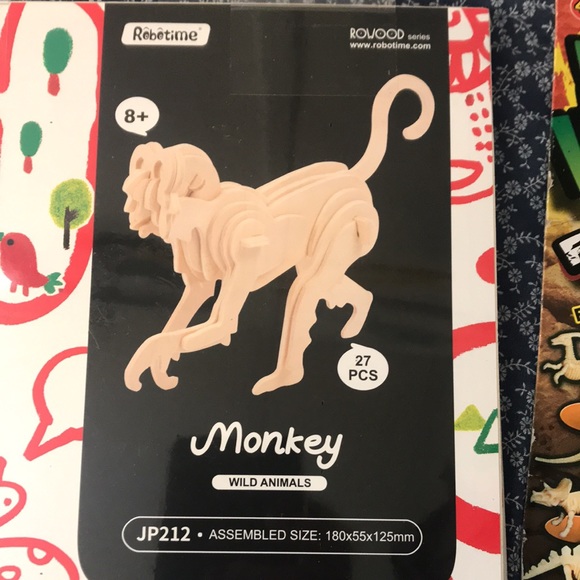 Robotime
ROWOOD series
www.robotime.com
8+
27
PCS
Monkey
WILD ANIMALS
JP212 • ASSEMBLED SIZE: 180x55x125mm